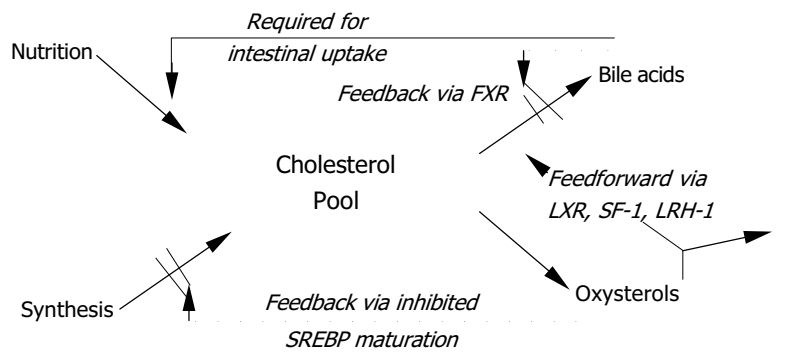 Required for
intestinal uptake
Nutrition
Bile acids
Feedback via FXR
Cholesterol
Pool
Feedforward via
LXR, SF-1, LRH-1
Synthesis
Oxysterols
Feedback via inhibited
SREBP maturation